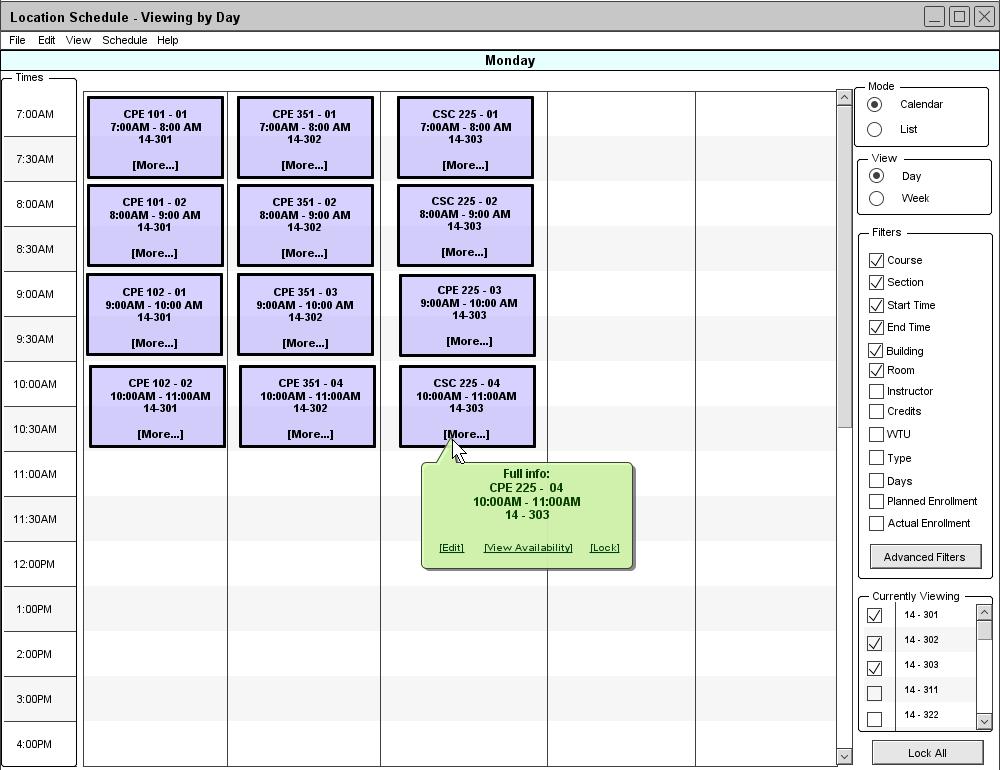 Location Schedule - Viewing by Day
File Edit View Schedule Help
Monday
Times
7:00AM
7:30AM
8:00AM
8:30AM
9:00AM
9:30AM
10:00AM
10:30AM
11:00AM
11:30AM
12:00PM
1:00PM
2:00PM
3:00PM
4:00PM
CPE 101 - 01
7:00AM - 8:00 AM
14-301
[More...]
CPE 351 - 01
7:00AM - 8:00 AM
14-302
[More...]
CSC 225 - 01
7:00AM - 8:00 AM
14-303
[More...]
CPE 101 - 02
8:00AM - 9:00 AM
14-301
[More...]
CPE 351 - 02
8:00AM - 9:00 AM
14-302
[More...]
CSC 225 - 02
8:00AM - 9:00 AM
14-303
[More...]
CPE 102 - 01
9:00AM - 10:00 AM
14-301
[More...]
CPE 351 - 03
9:00AM - 10:00 AM
14-302
[More...]
CPE 225 - 03
9:00AM - 10:00 AM
14-303
[More...]
CPE 102 - 02
10:00AM - 11:00AM
14-301
[More...]
CPE 351 - 04
10:00AM - 11:00AM
14-302
[More...]
CSC 225 - 04
10:00AM - 11:00AM
14-303
[More...]
Full info:
CPE 225 - 04
10:00AM - 11:00AM
14 - 303
[Edit] [View Availability] [Lock]
Mode
Calendar
List
View
Day
Week
Filters
Course
Section
Start Time
End Time
Building
Room
Instructor
Credits
WTU
Type
Days
Planned Enrollment
Actual Enrollment
Advanced Filters
Currently Viewing
14 - 301
14 - 302
14 - 303
14 - 311
14 - 322
Lock All